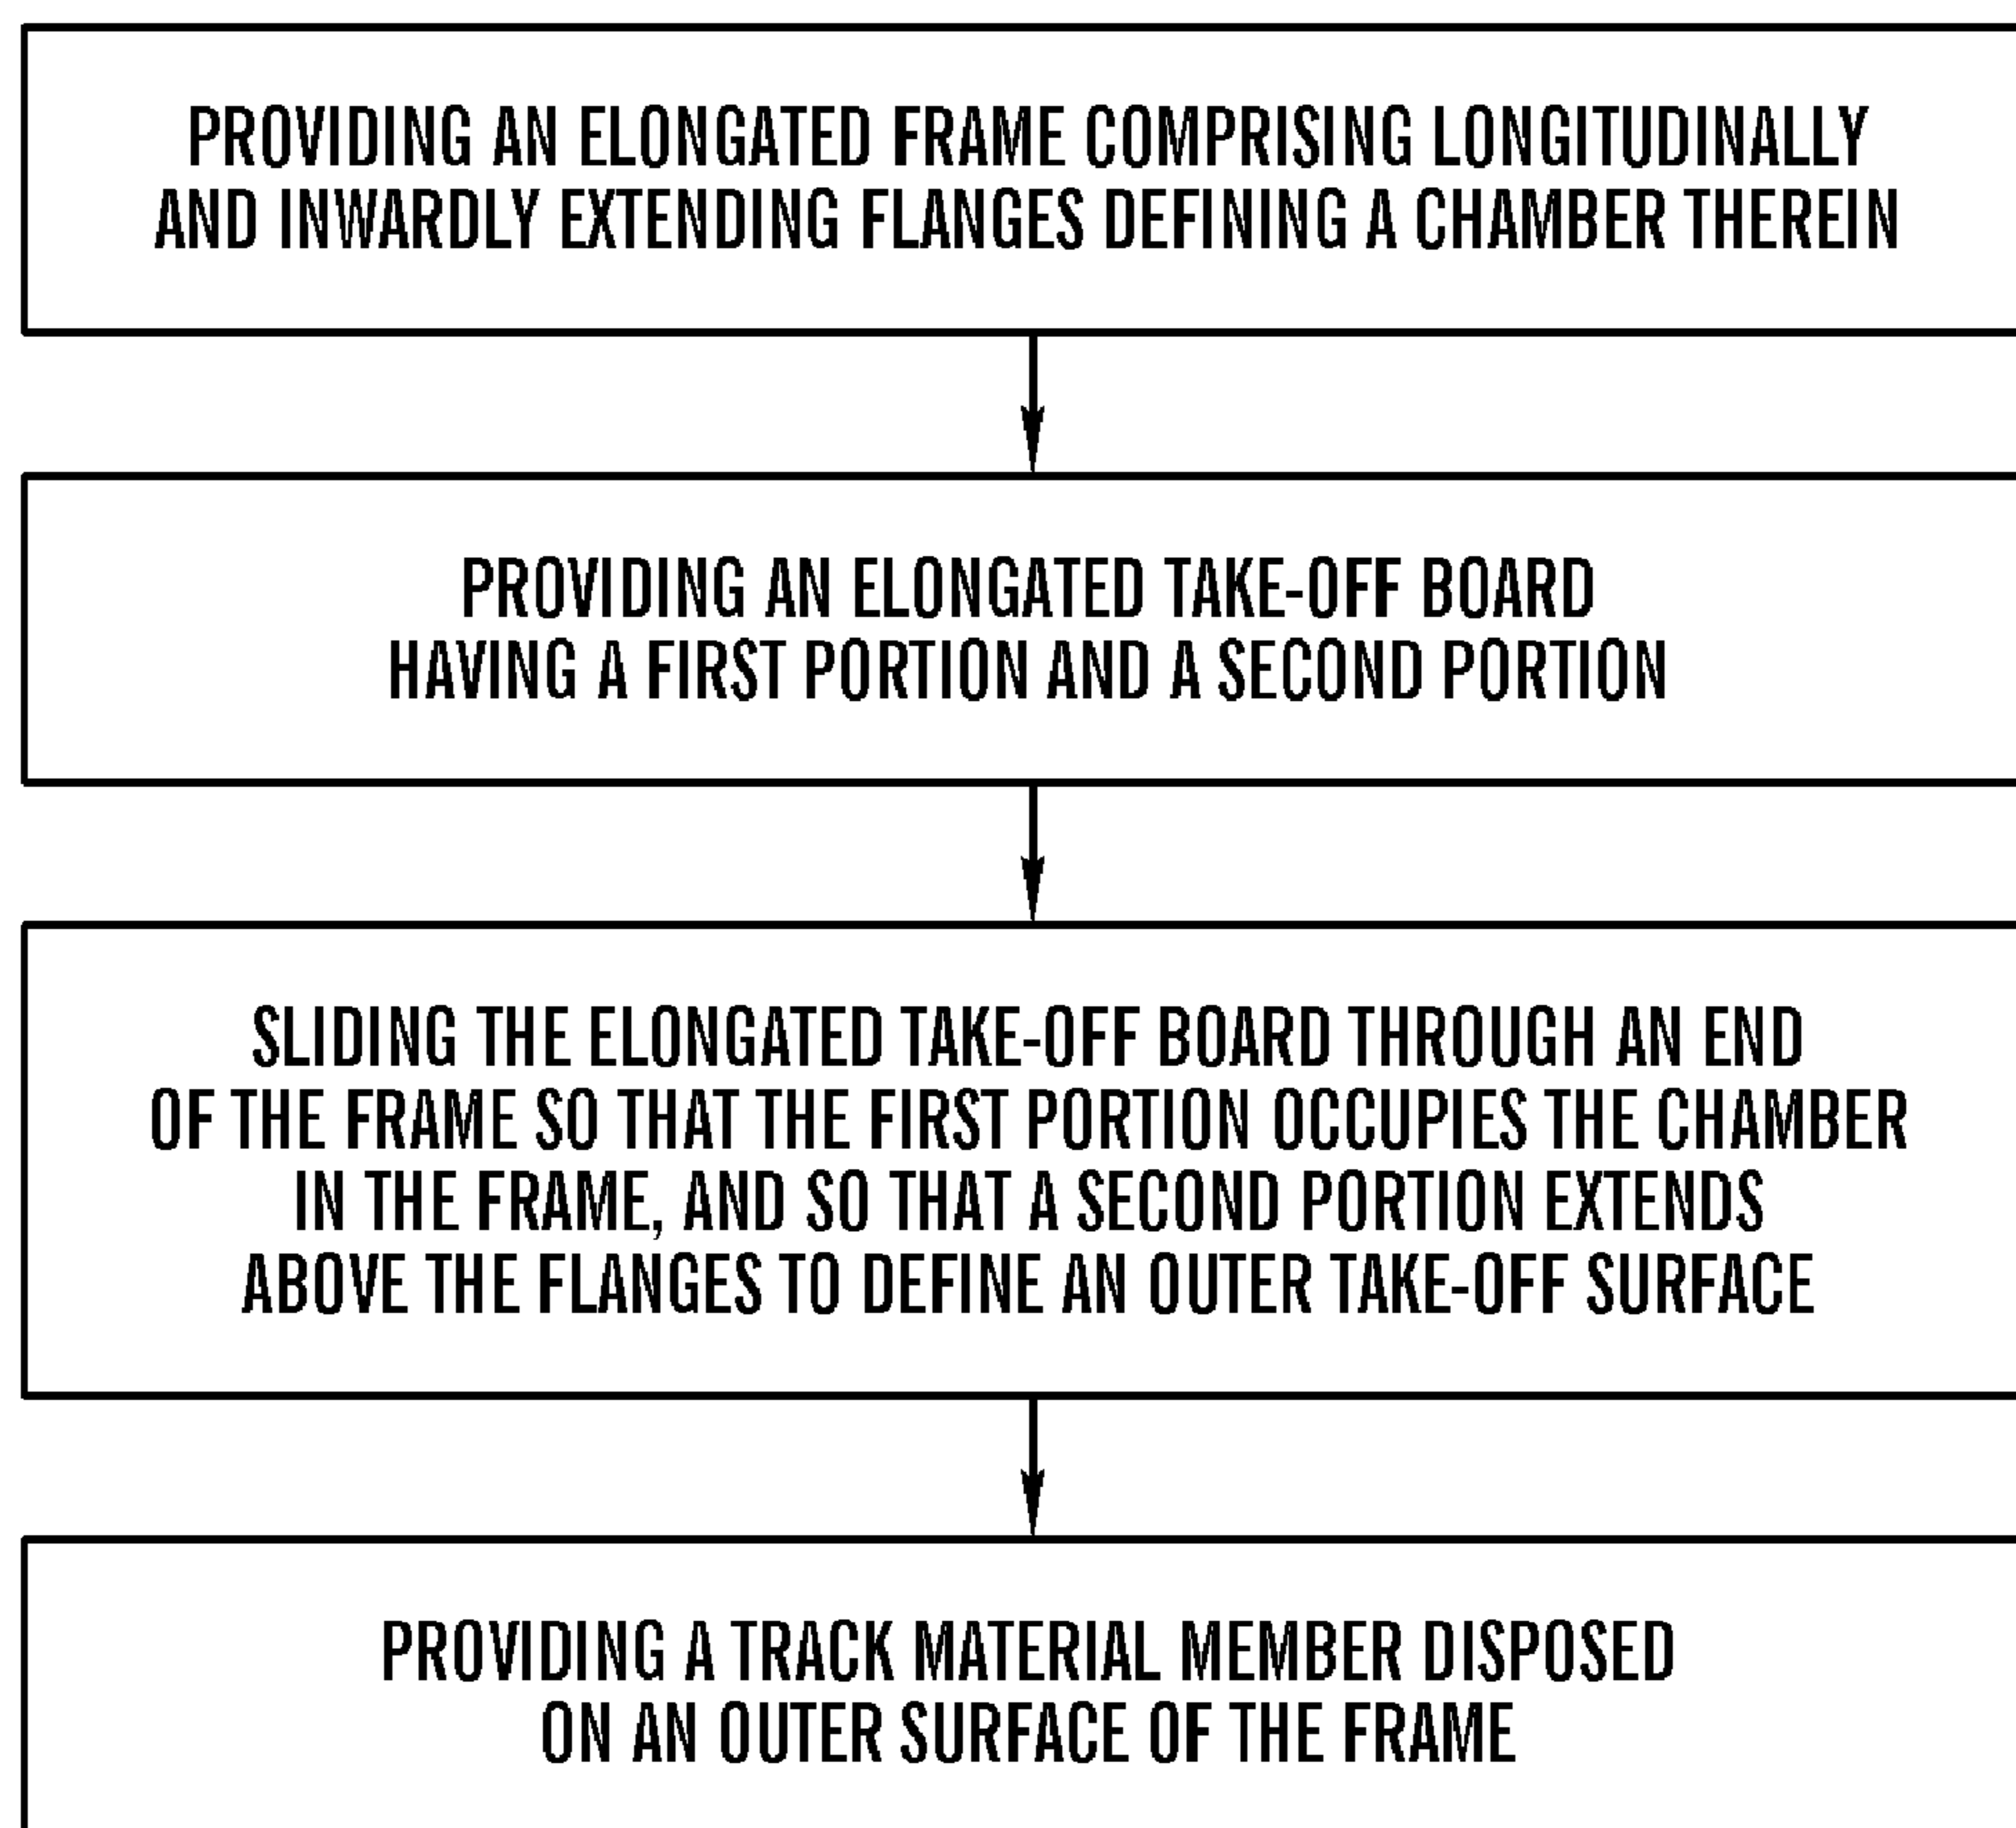 PROVIDING AN ELONGATED FRAME COMPRISING LONGITUDINALLY
AND INWARDLY EXTENDING FLANGES DEFINING A CHAMBER THEREIN
PROVIDING AN ELONGATED TAKE-OFF BOARD
HAVING A FIRST PORTION AND A SECOND PORTION
SLIDING THE ELONGATED TAKE-OFF BOARD THROUGH AN END
OF THE FRAME SO THAT THE FIRST PORTION OCCUPIES THE CHAMBER
IN THE FRAME, AND SO THAT A SECOND PORTION EXTENDS
ABOVE THE FLANGES TO DEFINE AN OUTER TAKE-OFF SURFACE
PROVIDING A TRACK MATERIAL MEMBER DISPOSED
ON AN OUTER SURFACE OF THE FRAME